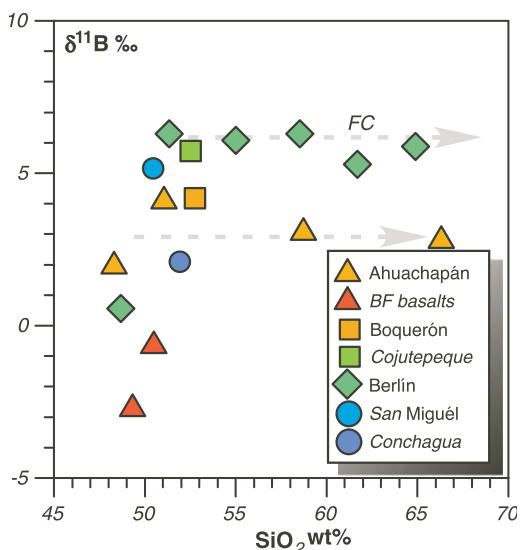 10
δ¹¹B ‰
FC
5
0
-5
Ahuachapán
BF basalts
Boquerón
Cojutepeque
Berlín
San Miguél
Conchagua
45
50
55
60
65
70
SiO₂ wt%